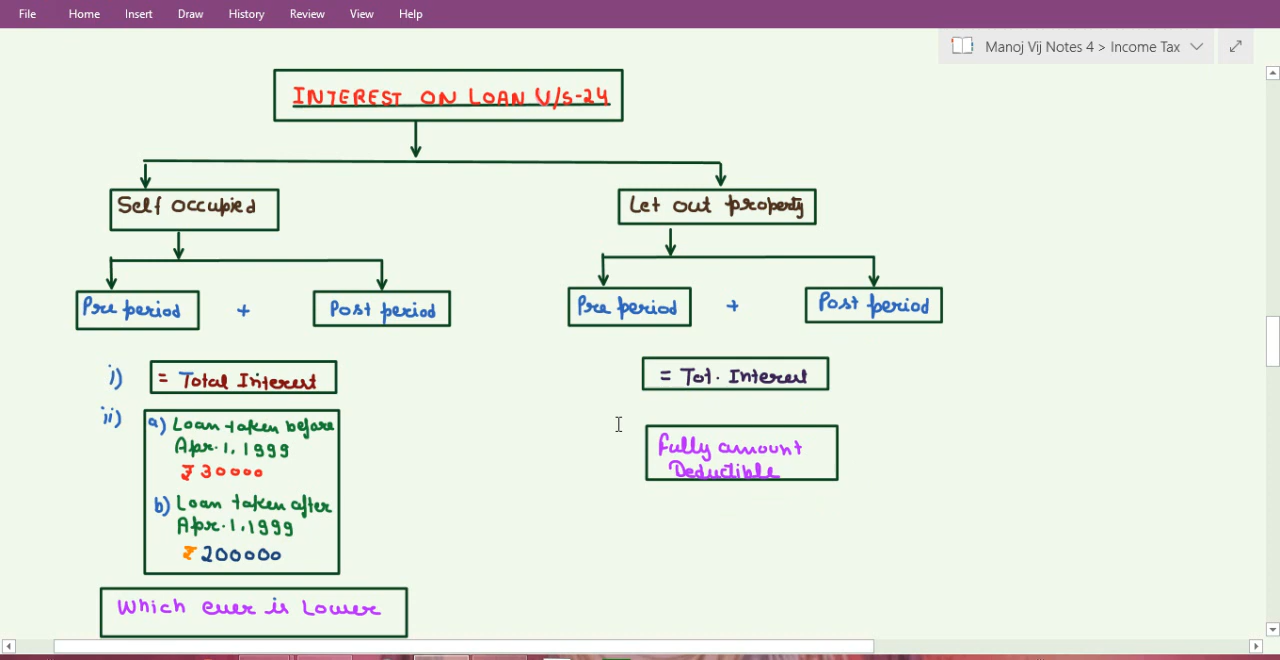 File Home Insert Draw History Review View Help
Manoj Vij Notes 4 > Income Tax
INTEREST ON LOAN U/S-24
Self occupied
Let out property
Pre period + Post period
Pre period + Post period
i) = Total Interest
= Tot. Interest
ii) a) Loan taken before
Apr. 1, 1999
₹ 30000
b) Loan taken after
Apr. 1, 1999
₹ 200000
Fully amount
Deductible
Which ever is Lower